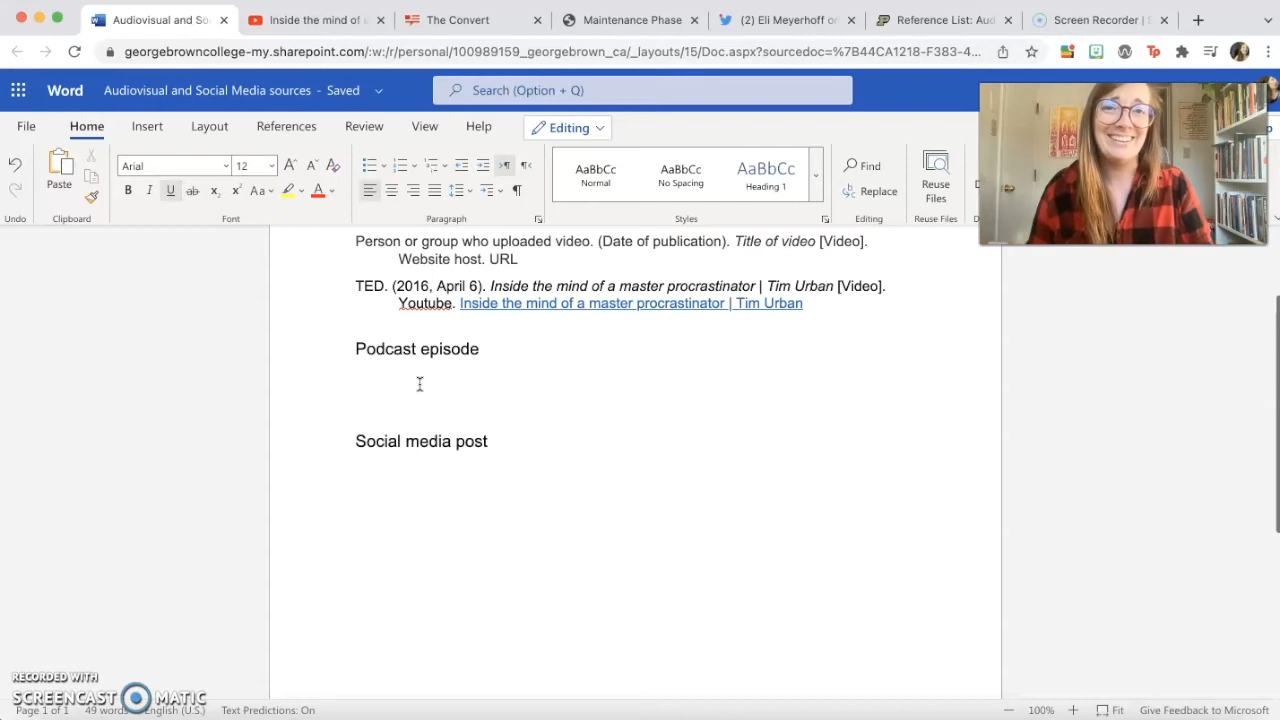 Audiovisual and Soc
Inside the mind of a
The Convert
Maintenance Phase
(2) Eli Meyerhoff on
Reference List: Aud
Screen Recorder | S
georgebrowncollege-my.sharepoint.com/:w:/r/personal/100989159_georgebrown_ca/_layouts/15/Doc.aspx?sourcedoc=%7B44CA1218-F383-4...
Word
Audiovisual and Social Media sources - Saved
Search (Option + Q)
File Home Insert Layout References Review View Help Editing
Arial 12
Paste
AaBbCc AaBbCc AaBbCc
Normal No Spacing Heading 1
Find
Replace
Reuse
Files
Undo Clipboard Font Paragraph Styles Editing Reuse Files
Person or group who uploaded video. (Date of publication). Title of video [Video].
Website host. URL
TED. (2016, April 6). Inside the mind of a master procrastinator | Tim Urban [Video].
Youtube. Inside the mind of a master procrastinator | Tim Urban
Podcast episode
Social media post
RECORDED WITH
SCREENCAST MATIC
Page 1 of 1 49 words English (U.S.) Text Predictions: On 100% Fit Give Feedback to Microsoft